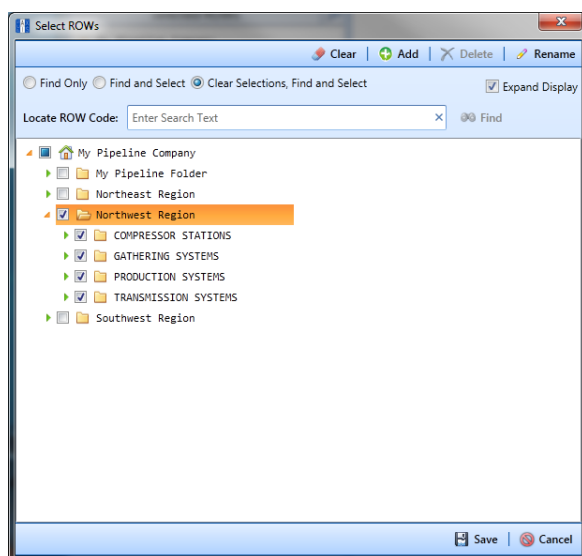 Select ROWs
Clear | Add | Delete | Rename
Find Only Find and Select Clear Selections, Find and Select
Expand Display
Locate ROW Code: Enter Search Text Find
My Pipeline Company
My Pipeline Folder
Northeast Region
Northwest Region
COMPRESSOR STATIONS
GATHERING SYSTEMS
PRODUCTION SYSTEMS
TRANSMISSION SYSTEMS
Southwest Region
Save | Cancel